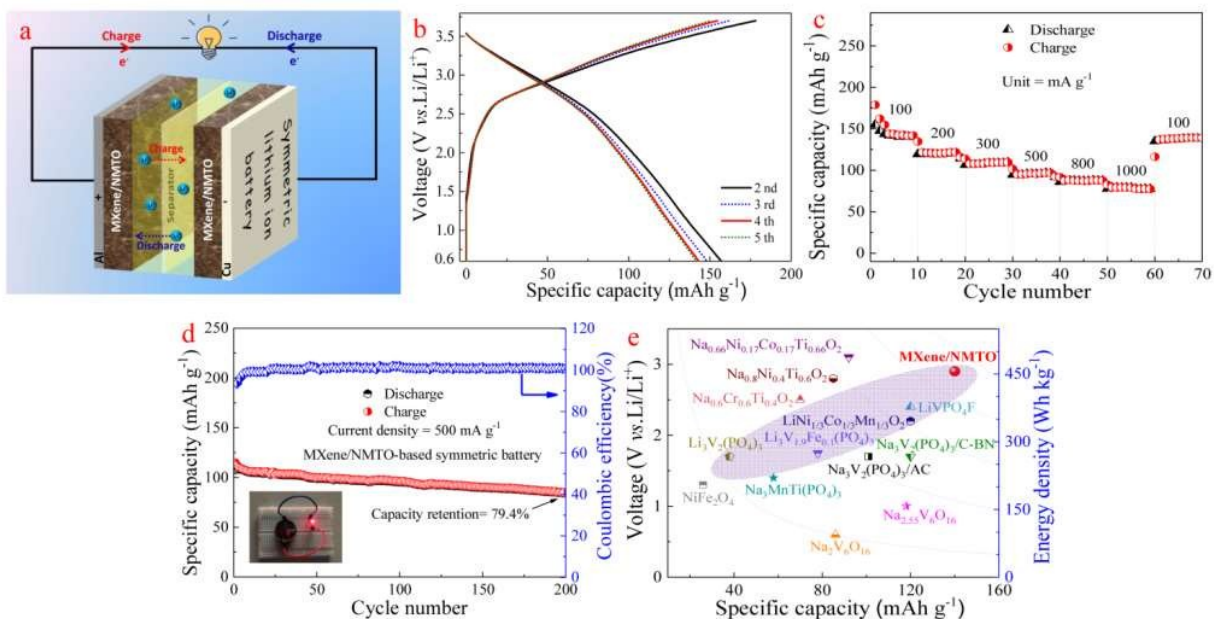 a
Charge
e-
Discharge
e-
Al
+
MXene/NMTO
Charge
Separator
Discharge
MXene/NMTO
-
Cu
Symmetric
lithium ion
battery
b
Voltage (V vs.Li/Li⁺)
3.6
3.0
2.4
1.8
1.2
0.6
2 nd
3 rd
4 th
5 th
0 50 100 150 200
Specific capacity (mAh g⁻¹)
c
Specific capacity (mAh g⁻¹)
250
200
150
100
50
0
Discharge
Charge
Unit = mA g⁻¹
100
200
300
500
800
1000
100
0 10 20 30 40 50 60 70
Cycle number
d
Specific capacity (mAh g⁻¹)
250
200
150
100
50
0
Discharge
Charge
Current density = 500 mA g⁻¹
MXene/NMTO-based symmetric battery
Capacity retention= 79.4%
120
100
80
60
40
20
0
Coulombic efficiency(%)
0 50 100 150 200
Cycle number
e
Voltage (V vs.Li/Li⁺)
3
2
1
0
Na₀.₆₆Ni₀.₁₇Co₀.₁₇Ti₀.₆₆O₂
MXene/NMTO
Na₀.₈Ni₀.₄Ti₀.₆O₂
Na₀.₆Cr₀.₆Ti₀.₄O₂
LiVPO₄F
LiNi₁/₃Co₁/₃Mn₁/₃O₂
Li₃V₂(PO₄)₃
Li₃V₁.₉Fe₀.₁(PO₄)₃
Na₃V₂(PO₄)₃/C-BN
Na₃V₂(PO₄)₃/AC
Na₃MnTi(PO₄)₃
NiFe₂O₄
Na₂.₅₅V₆O₁₆
Na₂V₆O₁₆
450
300
150
0
Energy density (Wh kg⁻¹)
40 80 120 160
Specific capacity (mAh g⁻¹)